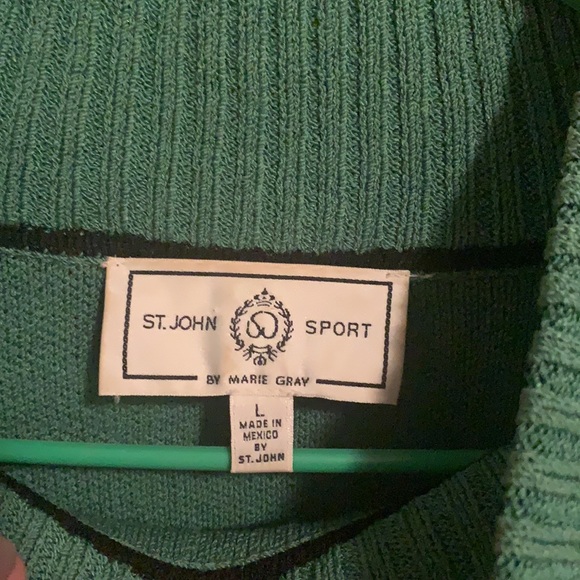 ST. JOHN SPORT
BY MARIE GRAY
L
MADE IN
MEXICO
BY
ST. JOHN